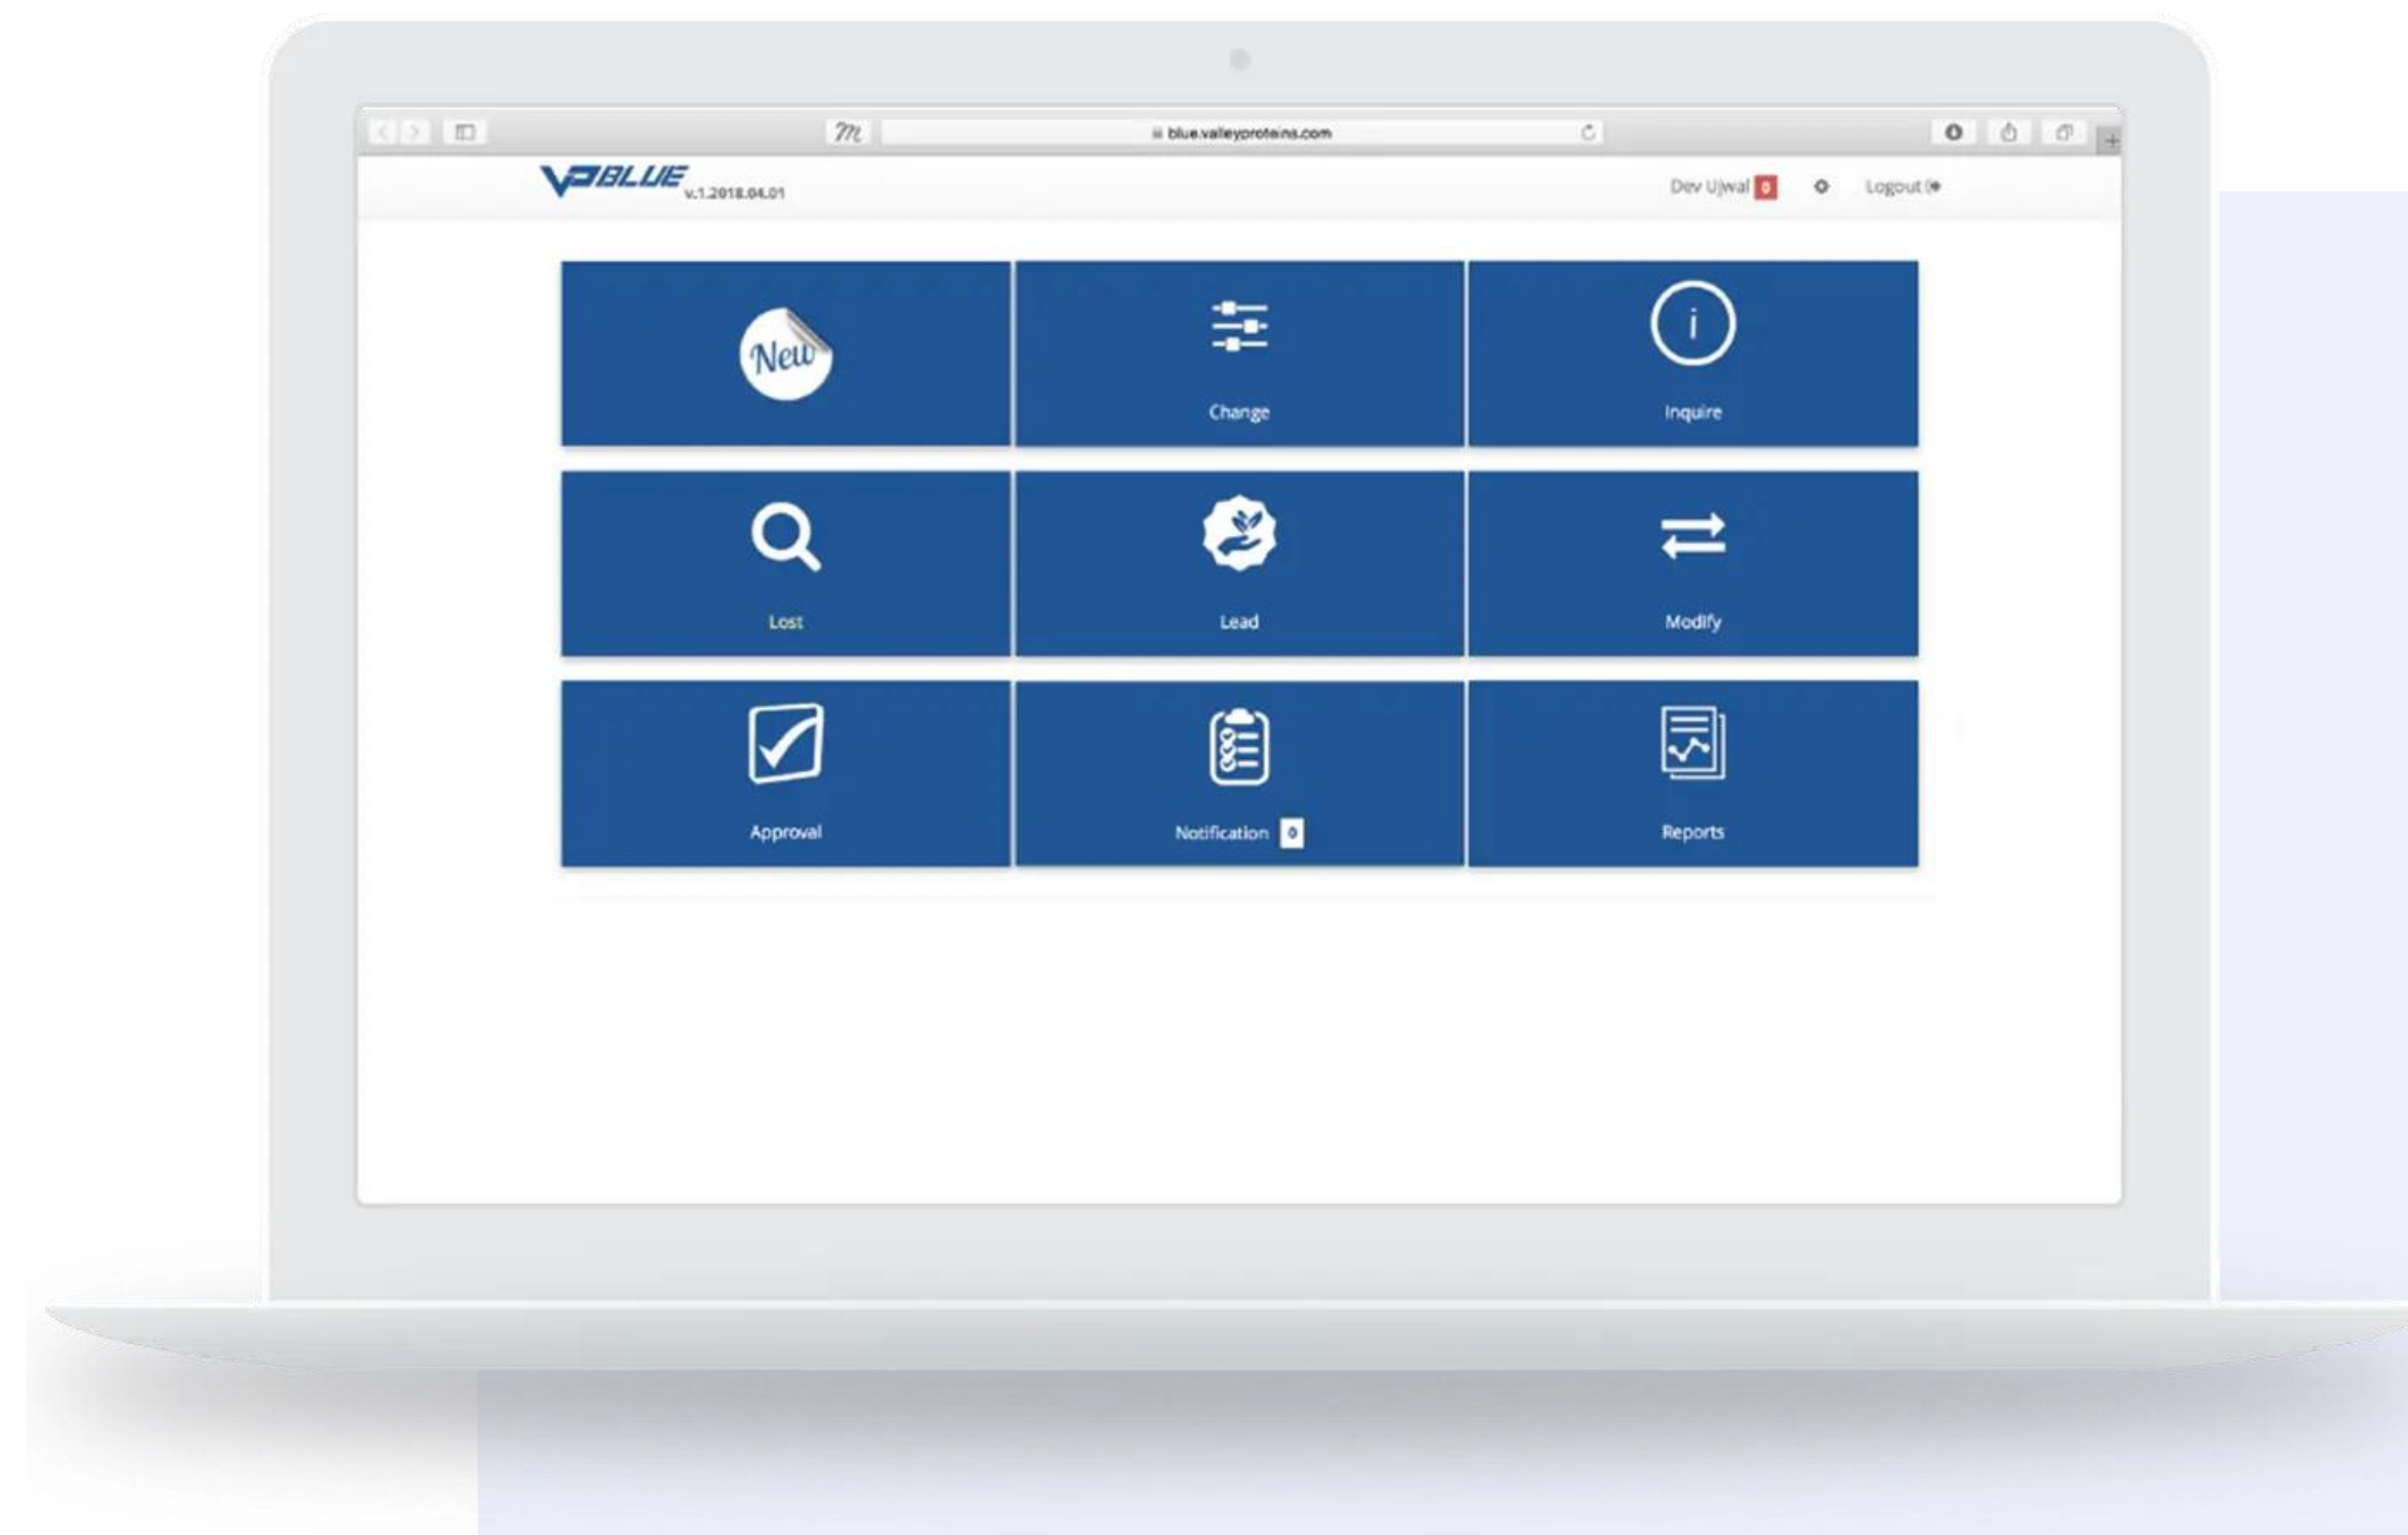 m blue.valleyproteins.com
VPBLUE v.1.2018.04.01 Dev Ujwal 0 Logout
New
Change
Inquire
i
Lost
Lead
Modify
Approval
Notification 0
Reports